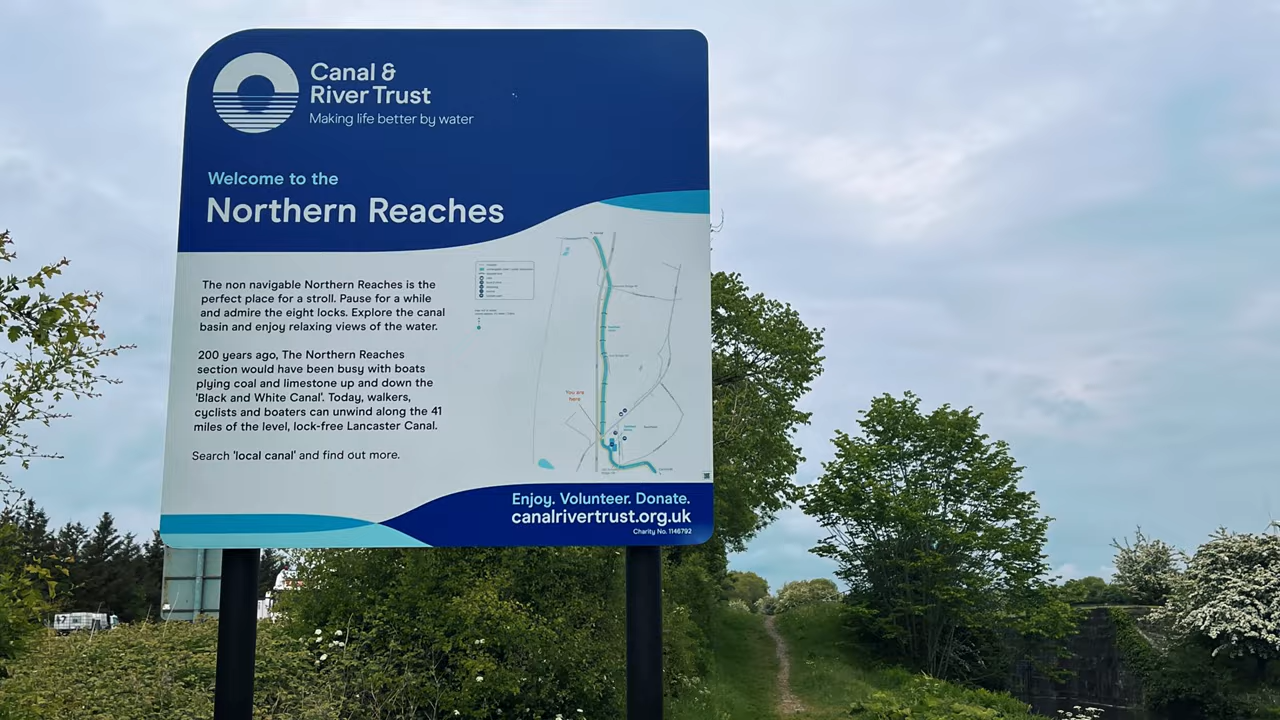 Canal &
River Trust
Making life better by water
Welcome to the
Northern Reaches
The non navigable Northern Reaches is the
perfect place for a stroll. Pause for a while
and admire the eight locks. Explore the canal
basin and enjoy relaxing views of the water.
200 years ago, The Northern Reaches
section would have been busy with boats
plying coal and limestone up and down the
'Black and White Canal'. Today, walkers,
cyclists and boaters can unwind along the 41
miles of the level, lock-free Lancaster Canal.
Search 'local canal' and find out more.
You are
here
Enjoy. Volunteer. Donate.
canalrivertrust.org.uk
Charity No. 1146792